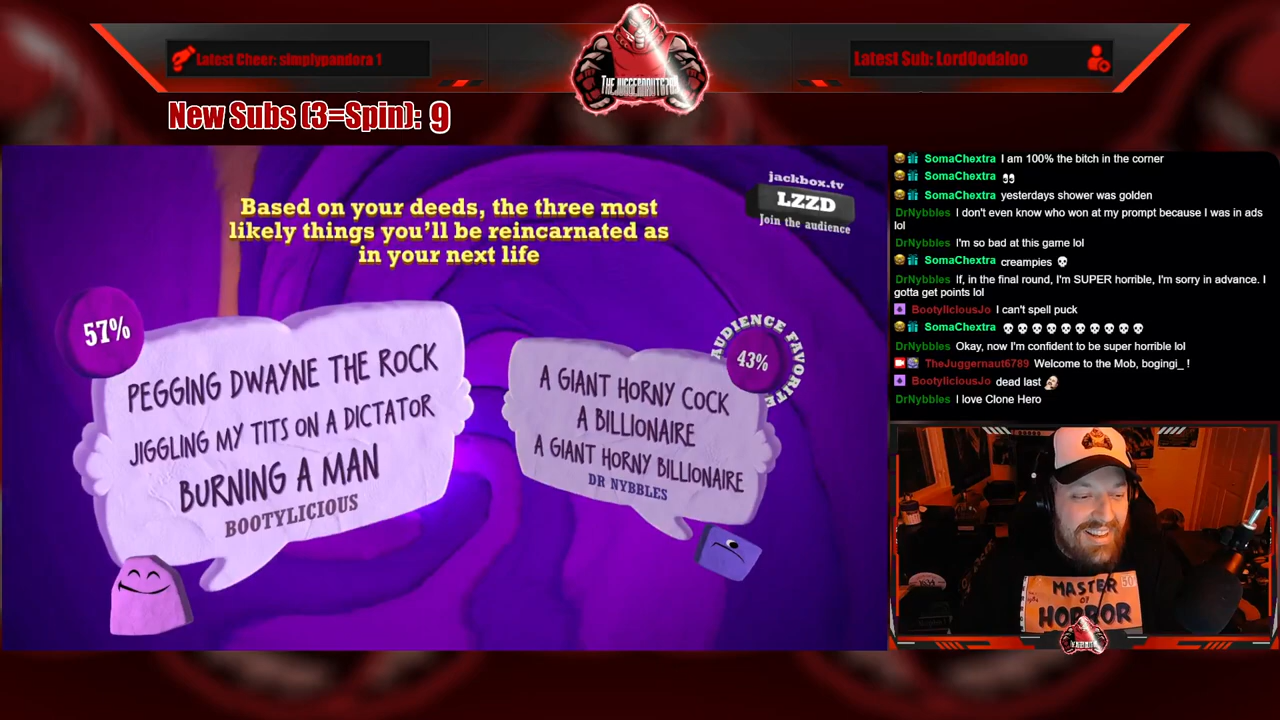 Latest Cheer: simplypandora 1
THEJUGGERNAUT6789
Latest Sub: LordOodaloo
New Subs (3=Spin): 9
jackbox.tv
LZZD
Join the audience
Based on your deeds, the three most
likely things you'll be reincarnated as
in your next life
57%
PEGGING DWAYNE THE ROCK
JIGGLING MY TITS ON A DICTATOR
BURNING A MAN
BOOTYLICIOUS
AUDIENCE FAVORITE
43%
A GIANT HORNY COCK
A BILLIONAIRE
A GIANT HORNY BILLIONAIRE
DR NYBBLES
SomaChextra I am 100% the bitch in the corner
SomaChextra
SomaChextra yesterdays shower was golden
DrNybbles I don't even know who won at my prompt because I was in ads
lol
DrNybbles I'm so bad at this game lol
SomaChextra creampies
DrNybbles If, in the final round, I'm SUPER horrible, I'm sorry in advance. I
gotta get points lol
BootyliciousJo I can't spell puck
SomaChextra
DrNybbles Okay, now I'm confident to be super horrible lol
TheJuggernaut6789 Welcome to the Mob, bogingi_ !
BootyliciousJo dead last
DrNybbles I love Clone Hero
MASTER
OF
HORROR
50